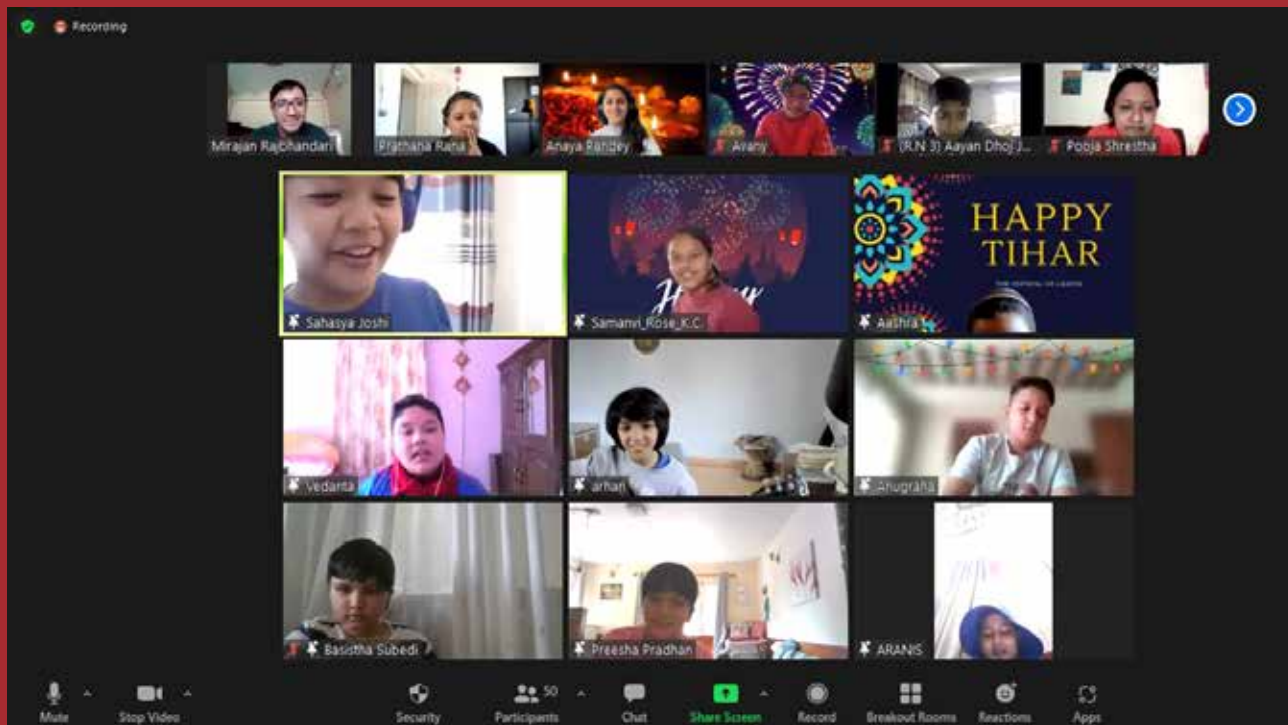 Recording
Mirajan Rajbhandari
Prathana Rana
Anaya Pandey
Avany
(R.N 3) Aayan Dhoj J...
Pooja Shrestha
HAPPY
TIHAR
Sahasya Joshi
Samanvi_Rose_K.C.
Aashra
Vedanta
arhan
Anugraha
Basistha Subedi
Preesha Pradhan
ARANIS
Mute
Stop Video
Security
Participants
50
Chat
Share Screen
Record
Breakout Rooms
Reactions
Apps